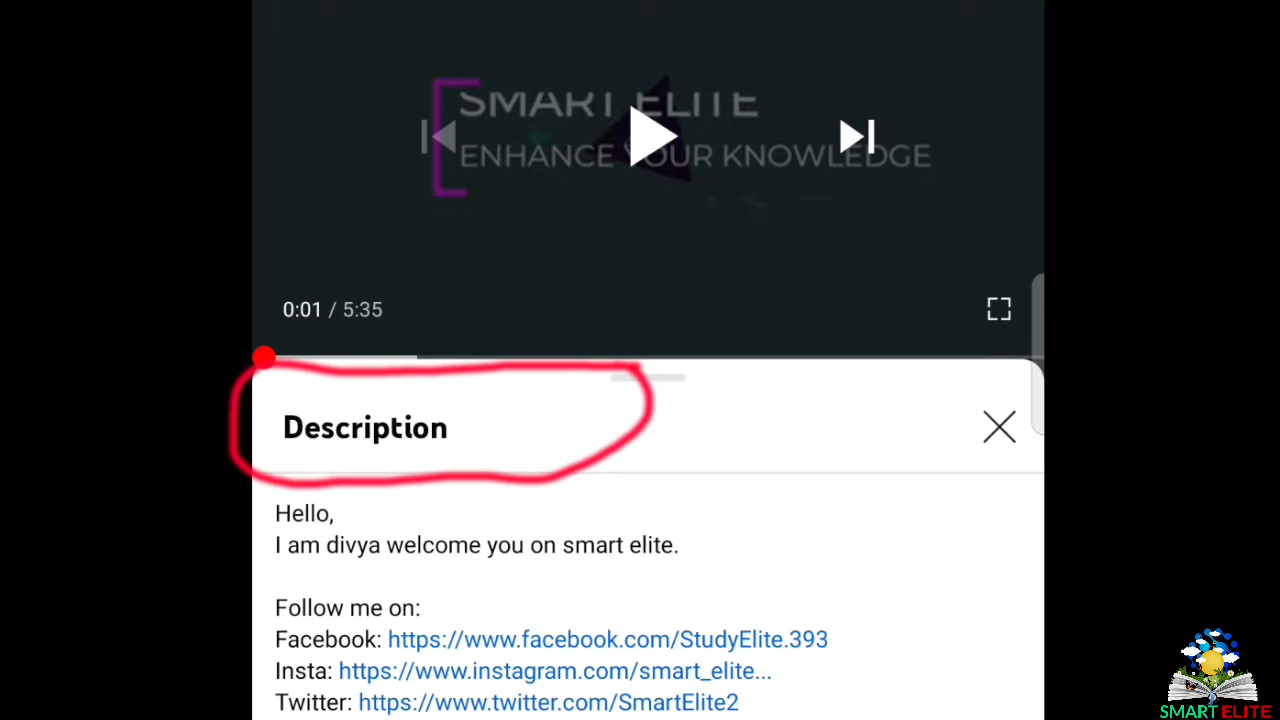 SMART ELITE
ENHANCE YOUR KNOWLEDGE
0:01 / 5:35
Description
Hello,
I am divya welcome you on smart elite.
Follow me on:
Facebook: https://www.facebook.com/StudyElite.393
Insta: https://www.instagram.com/smart_elite...
Twitter: https://www.twitter.com/SmartElite2
SMART ELITE